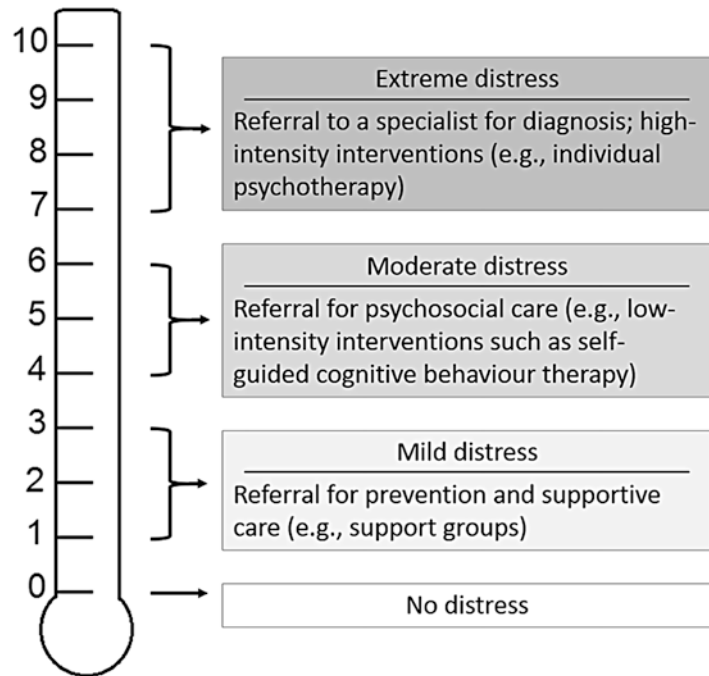 10
9
8
7
6
5
4
3
2
1
0
Extreme distress
Referral to a specialist for diagnosis; high-
intensity interventions (e.g., individual
psychotherapy)
Moderate distress
Referral for psychosocial care (e.g., low-
intensity interventions such as self-
guided cognitive behaviour therapy)
Mild distress
Referral for prevention and supportive
care (e.g., support groups)
No distress